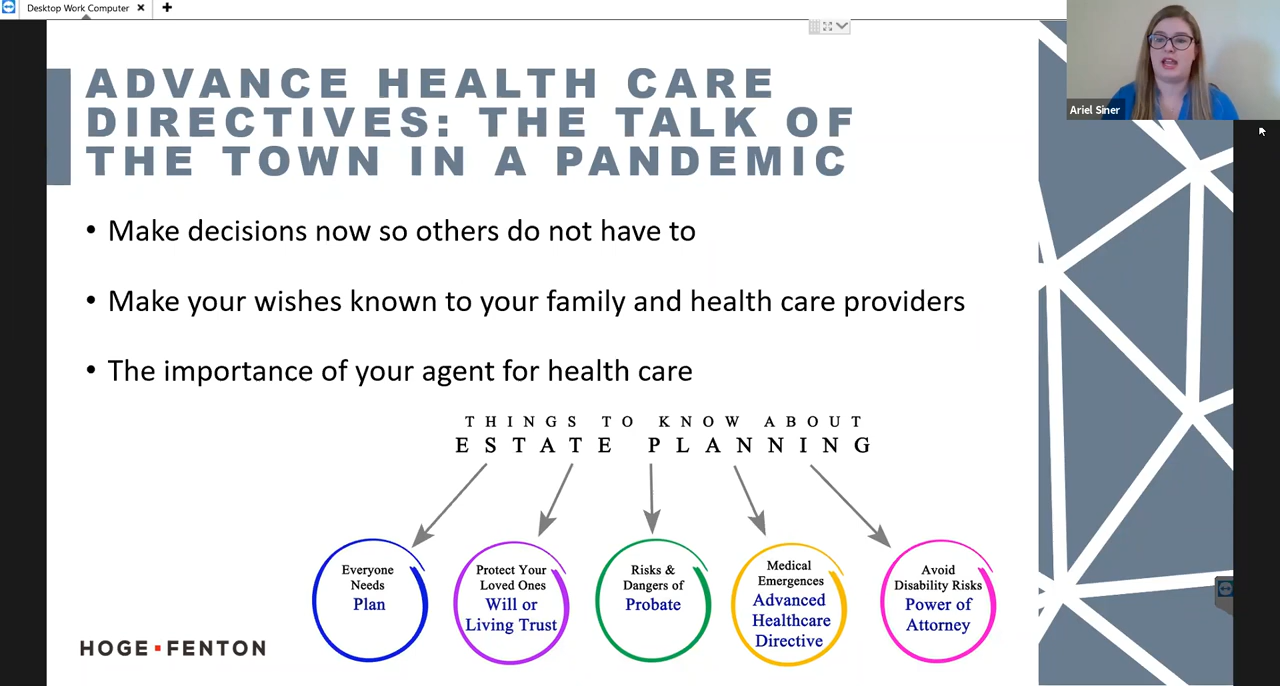 Desktop Work Computer
ADVANCE HEALTH CARE
DIRECTIVES: THE TALK OF
THE TOWN IN A PANDEMIC
Ariel Siner
• Make decisions now so others do not have to
• Make your wishes known to your family and health care providers
• The importance of your agent for health care
THINGS TO KNOW ABOUT
ESTATE PLANNING
Everyone
Needs
Plan
Protect Your
Loved Ones
Will or
Living Trust
Risks &
Dangers of
Probate
Medical
Emergences
Advanced
Healthcare
Directive
Avoid
Disability Risks
Power of
Attorney
HOGE FENTON